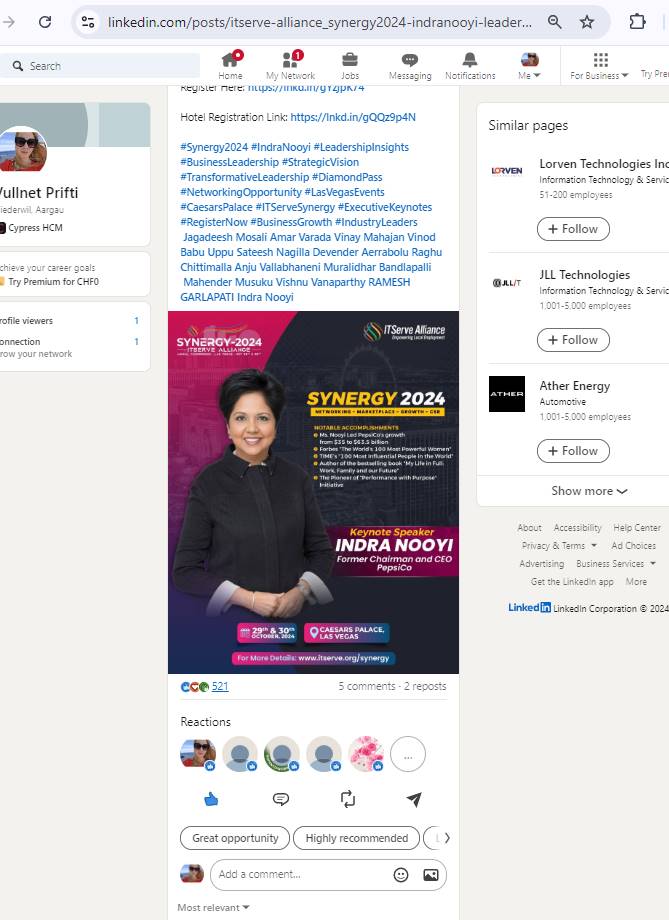 linkedin.com/posts/itserve-alliance_synergy2024-indranooyi-leader...
Search
Home
1
My Network
Jobs
Messaging
Notifications
Me
For Business
Try Pre
Register Here:
Hotel Registration Link: https://lnkd.in/gQQz9p4N
#Synergy2024 #IndraNooyi #LeadershipInsights
#BusinessLeadership #StrategicVision
#TransformativeLeadership #DiamondPass
#NetworkingOpportunity #LasVegasEvents
#CaesarsPalace #ITServeSynergy #ExecutiveKeynotes
#RegisterNow #BusinessGrowth #IndustryLeaders
Jagadeesh Mosali Amar Varada Vinay Mahajan Vinod
Babu Uppu Sateesh Nagilla Devender Aerrabolu Raghu
Chittimalla Anju Vallabhaneni Muralidhar Bandlapalli
Mahender Musuku Vishnu Vanaparthy RAMESH
GARLAPATI Indra Nooyi
Vullnet Prifti
iederwil, Aargau
Cypress HCM
chieve your career goals
Try Premium for CHF0
rofile viewers 1
onnection 1
row your network
SYNERGY-2024
ITSERVE ALLIANCE
ITServe Alliance
Empowering Local Employment
SYNERGY 2024
NETWORKING - MARKETPLACE - GROWTH - CSR
NOTABLE ACCOMPLISHMENTS
Ms. Nooyi Led PepsiCo's growth
from $35 to $63.5 billion
Forbes "The World's 100 Most Powerful Women"
TIME's "100 Most Influential People in the World"
Author of the bestselling book "My Life in Full:
Work, Family and our Future"
The Pioneer of "Performance with Purpose"
Initiative
Keynote Speaker
INDRA NOOYI
Former Chairman and CEO
PepsiCo
29th & 30th
OCTOBER, 2024
CAESARS PALACE,
LAS VEGAS
For More Details: www.itserve.org/synergy
521
5 comments · 2 reposts
Reactions
...
Great opportunity
Highly recommended
L
Add a comment...
Most relevant
Similar pages
LORVEN
Lorven Technologies Inc
Information Technology & Servic
51-200 employees
+ Follow
JLL/T
JLL Technologies
Information Technology & Servic
1,001-5,000 employees
+ Follow
ATHER
Ather Energy
Automotive
1,001-5,000 employees
+ Follow
Show more
About Accessibility Help Center
Privacy & Terms Ad Choices
Advertising Business Services
Get the LinkedIn app More
LinkedIn LinkedIn Corporation © 2024